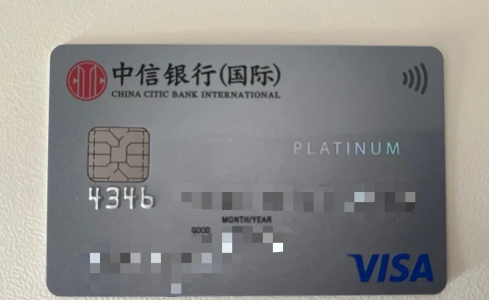 中信银行(国际)
CHINA CITIC BANK INTERNATIONAL
PLATINUM
4346
MONTH/YEAR
GOOD
VISA